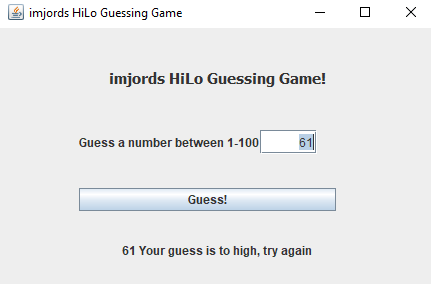 imjords HiLo Guessing Game
imjords HiLo Guessing Game!
Guess a number between 1-100 61
Guess!
61 Your guess is to high, try again